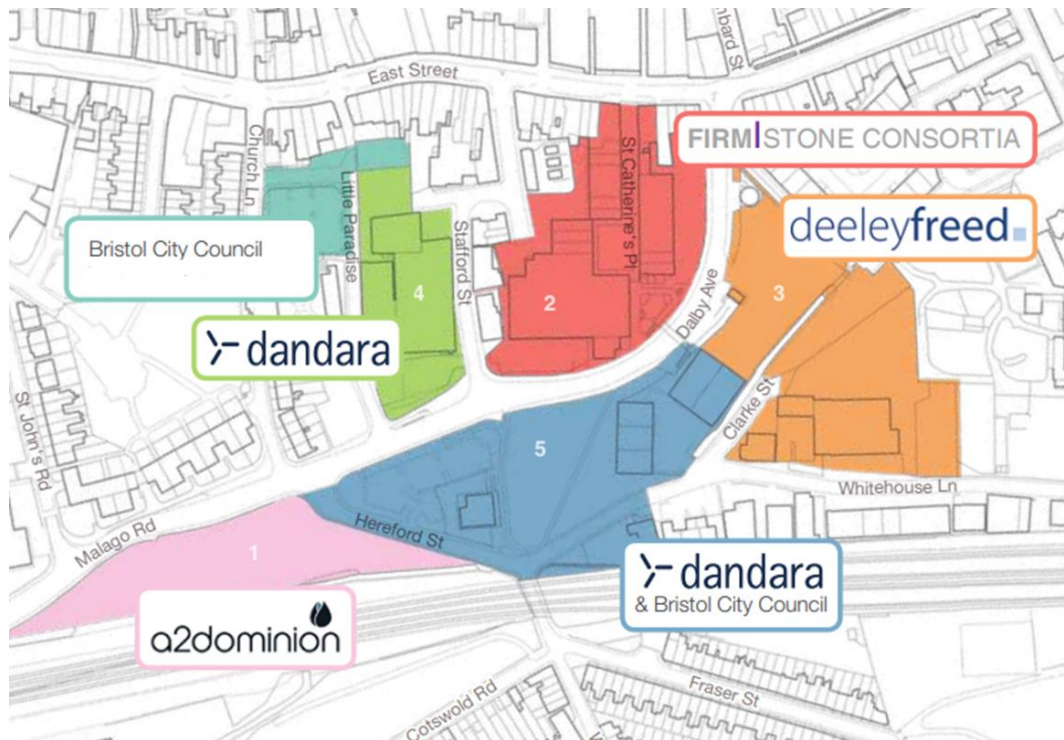 East Street
mbard St
FIRM|STONE CONSORTIA
Church Ln
Little Paradise
St Catherine's Pl
deeleyfreed
Bristol City Council
Stafford St
4
2
3
Dalby Ave
dandara
Clarke St
St John's Rd
5
Whitehouse Ln
Malago Rd
Hereford St
1
dandara
& Bristol City Council
a2dominion
Fraser St
Cotswold Rd